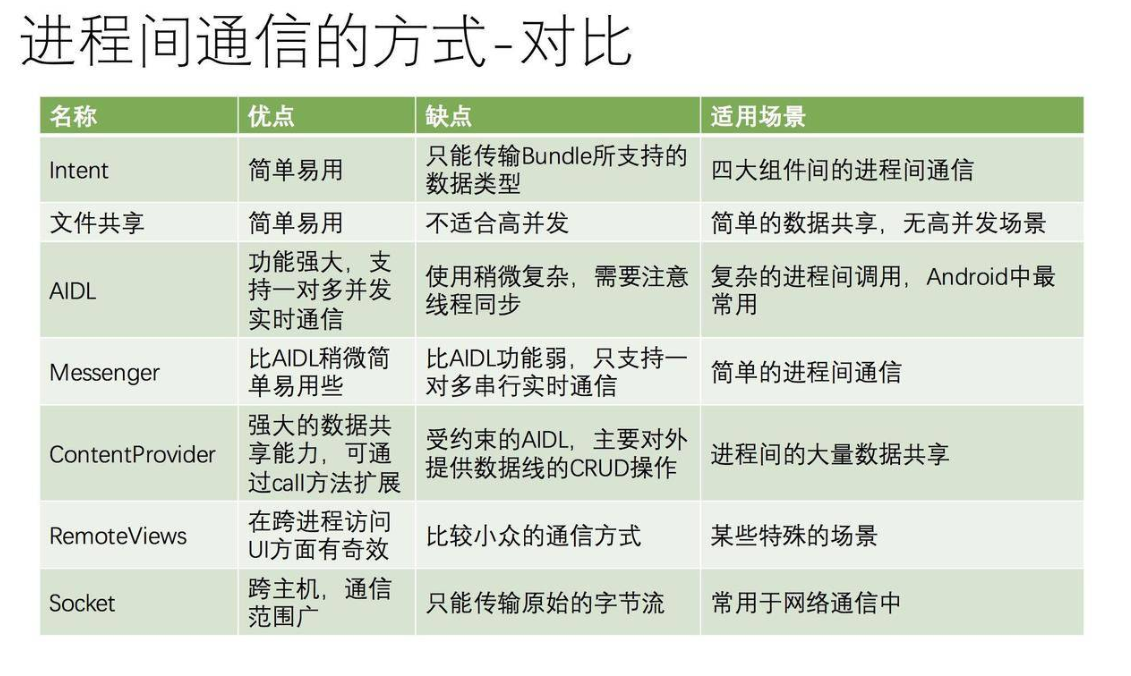 进程间通信的方式-对比
名称 优点 缺点 适用场景
Intent 简单易用 只能传输Bundle所支持的
数据类型 四大组件间的进程间通信
文件共享 简单易用 不适合高并发 简单的数据共享，无高并发场景
AIDL 功能强大，支
持一对多并发
实时通信 使用稍微复杂，需要注意
线程同步 复杂的进程间调用，Android中最
常用
Messenger 比AIDL稍微简
单易用些 比AIDL功能弱，只支持一
对多串行实时通信 简单的进程间通信
ContentProvider 强大的数据共
享能力，可通
过call方法扩展 受约束的AIDL，主要对外
提供数据线的CRUD操作 进程间的大量数据共享
RemoteViews 在跨进程访问
UI方面有奇效 比较小众的通信方式 某些特殊的场景
Socket 跨主机，通信
范围广 只能传输原始的字节流 常用于网络通信中